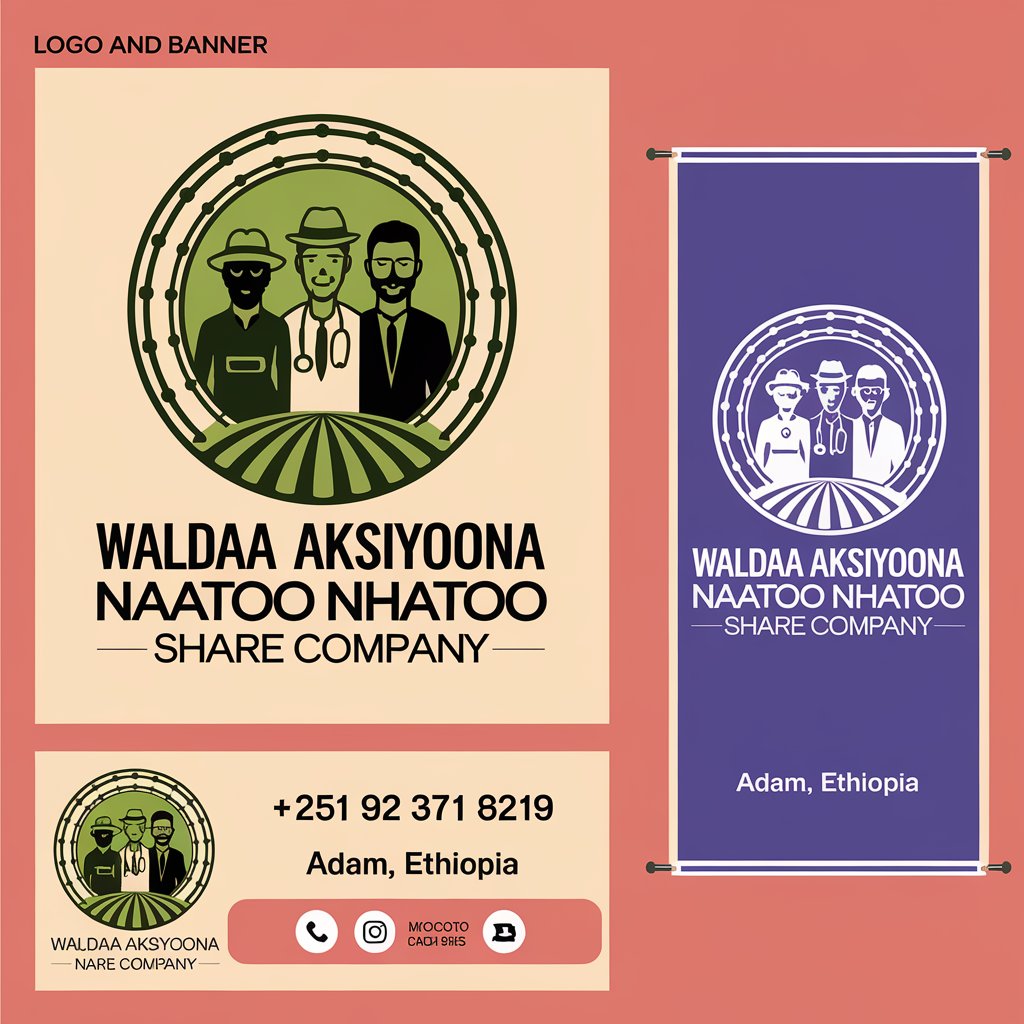 LOGO AND BANNER
WALDAA AKSIYOONA
NAATOO NHATOO
SHARE COMPANY
WALDAA AKSIYOONA
NAATOO NHATOO
SHARE COMPANY
Adam, Ethiopia
WALDAA AKSYOONA
NARE COMPANY
+251 92 371 8219
Adam, Ethiopia